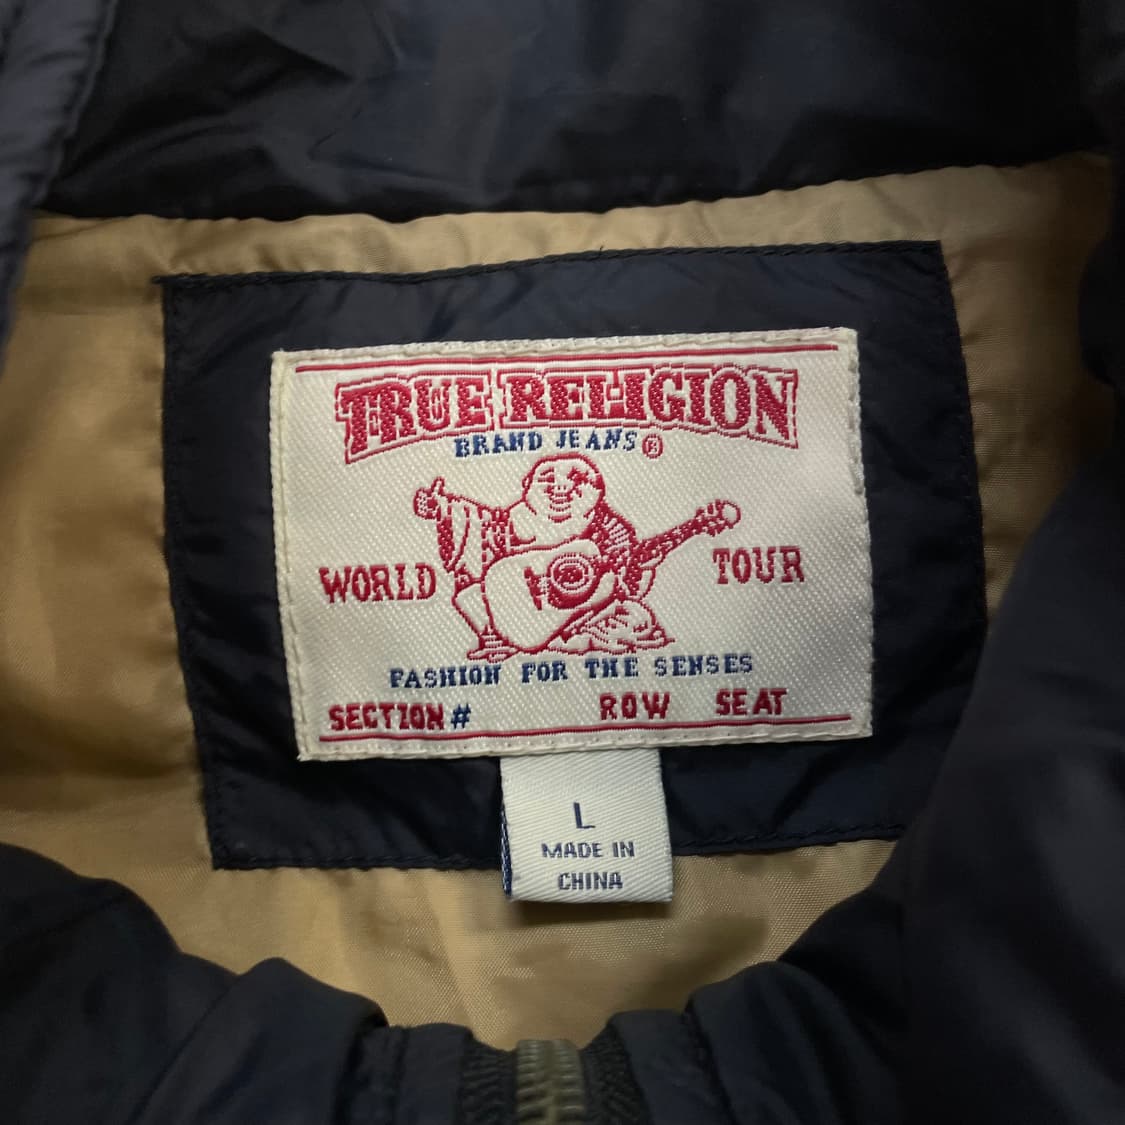 TRUE RELIGION
BRAND JEANS ®
WORLD TOUR
FASHION FOR THE SENSES
SECTION # ROW SEAT
L
MADE IN
CHINA